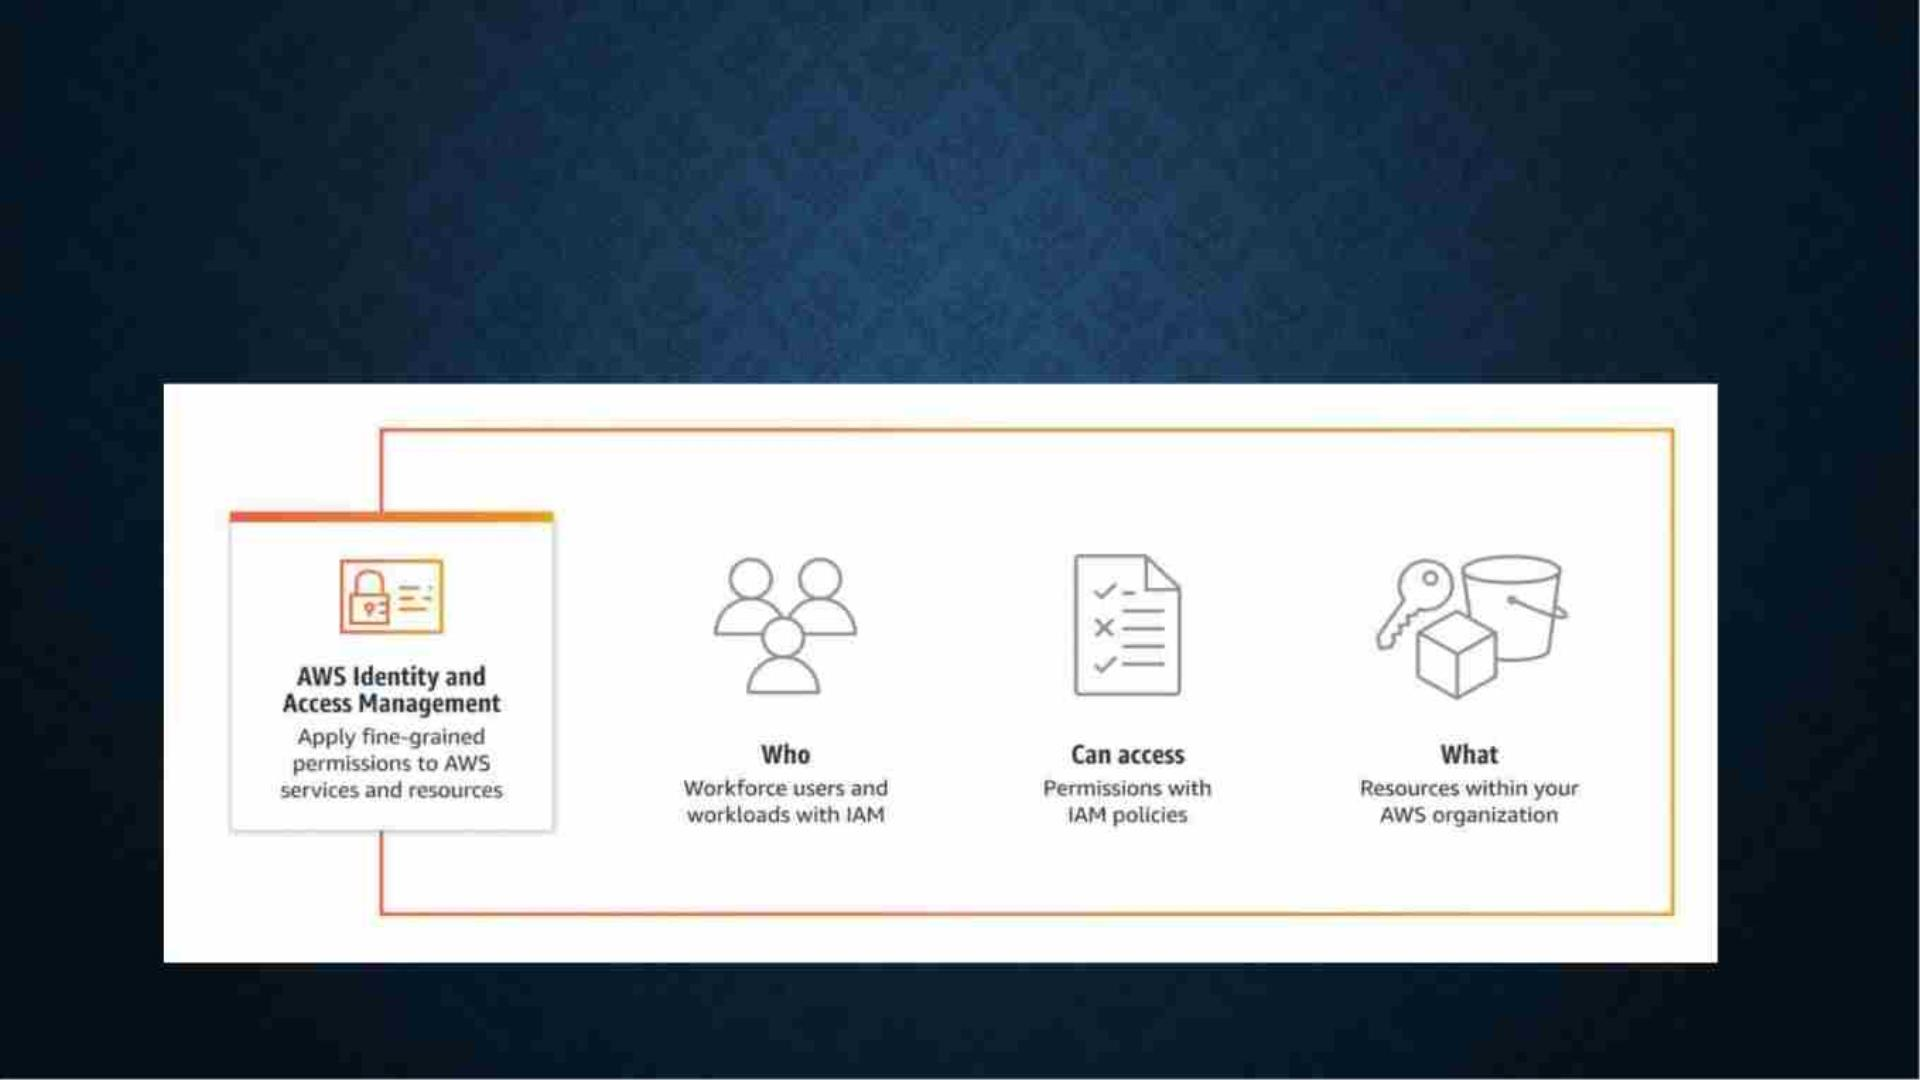 AWS Identity and
Access Management
Apply fine-grained
permissions to AWS
services and resources
Who
Workforce users and
workloads with IAM
Can access
Permissions with
IAM policies
What
Resources within your
AWS organization